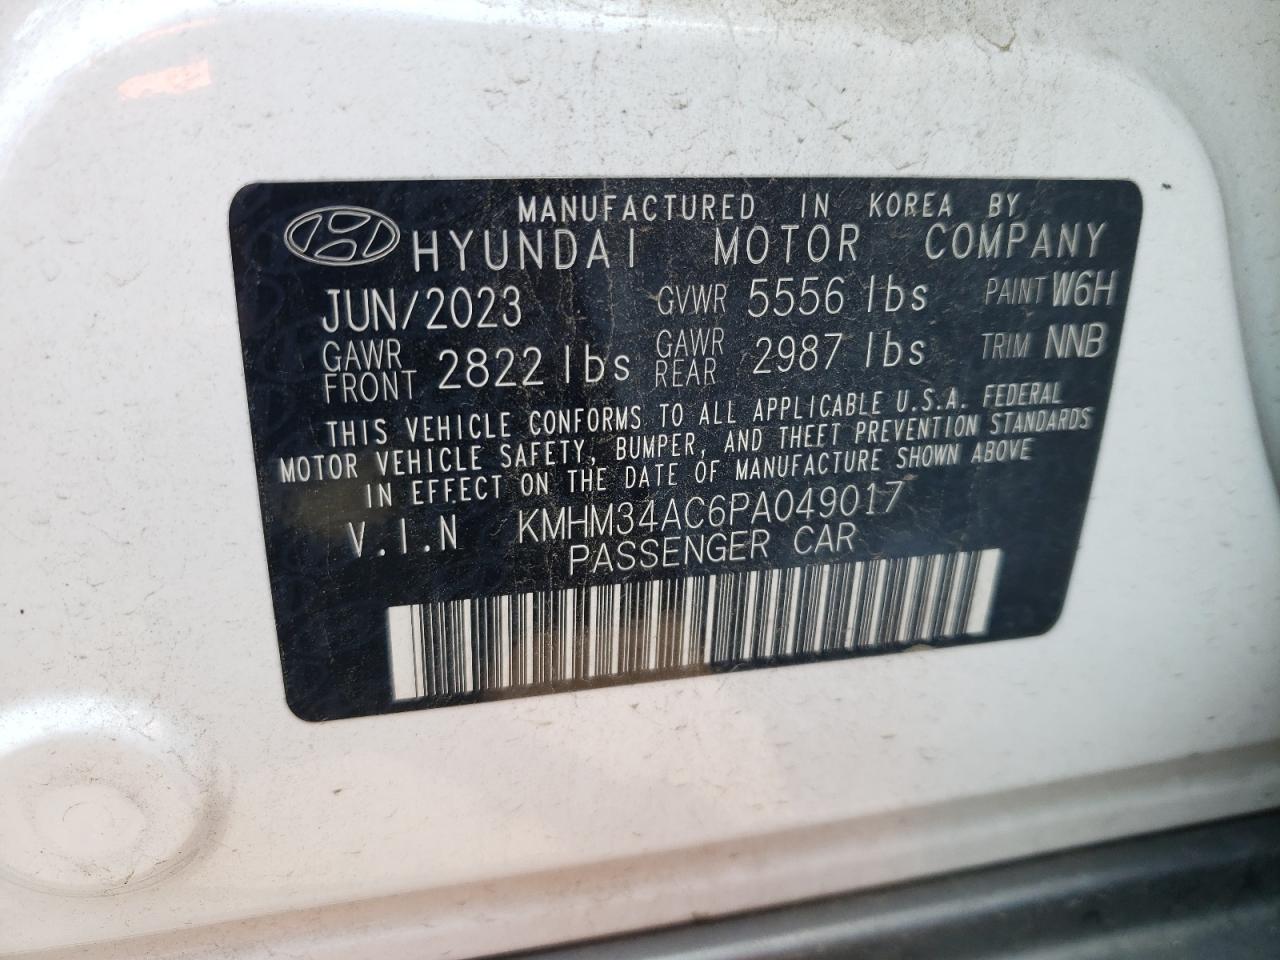 MANUFACTURED IN KOREA BY
HYUNDAI MOTOR COMPANY
JUN/2023 GVWR 5556 lbs PAINT W6H
GAWR FRONT 2822 lbs GAWR REAR 2987 lbs TRIM NNB
THIS VEHICLE CONFORMS TO ALL APPLICABLE U.S.A. FEDERAL
MOTOR VEHICLE SAFETY, BUMPER, AND THEFT PREVENTION STANDARDS
IN EFFECT ON THE DATE OF MANUFACTURE SHOWN ABOVE
V.I.N KMHM34AC6PA049017
PASSENGER CAR